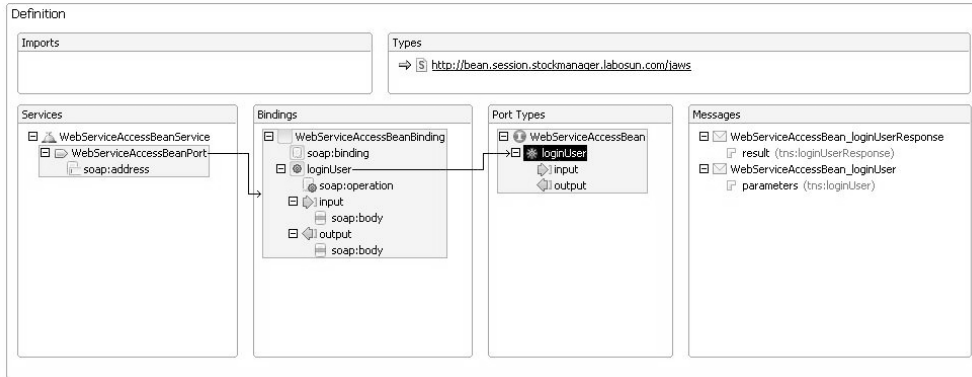 Definition
Imports
Types
http://bean.session.stockmanager.labosun.com/jaws
Services
WebServiceAccessBeanService
WebServiceAccessBeanPort
soap:address
Bindings
WebServiceAccessBeanBinding
soap:binding
loginUser
soap:operation
input
soap:body
output
soap:body
Port Types
WebServiceAccessBean
loginUser
input
output
Messages
WebServiceAccessBean_loginUserResponse
result (tns:loginUserResponse)
WebServiceAccessBean_loginUser
parameters (tns:loginUser)